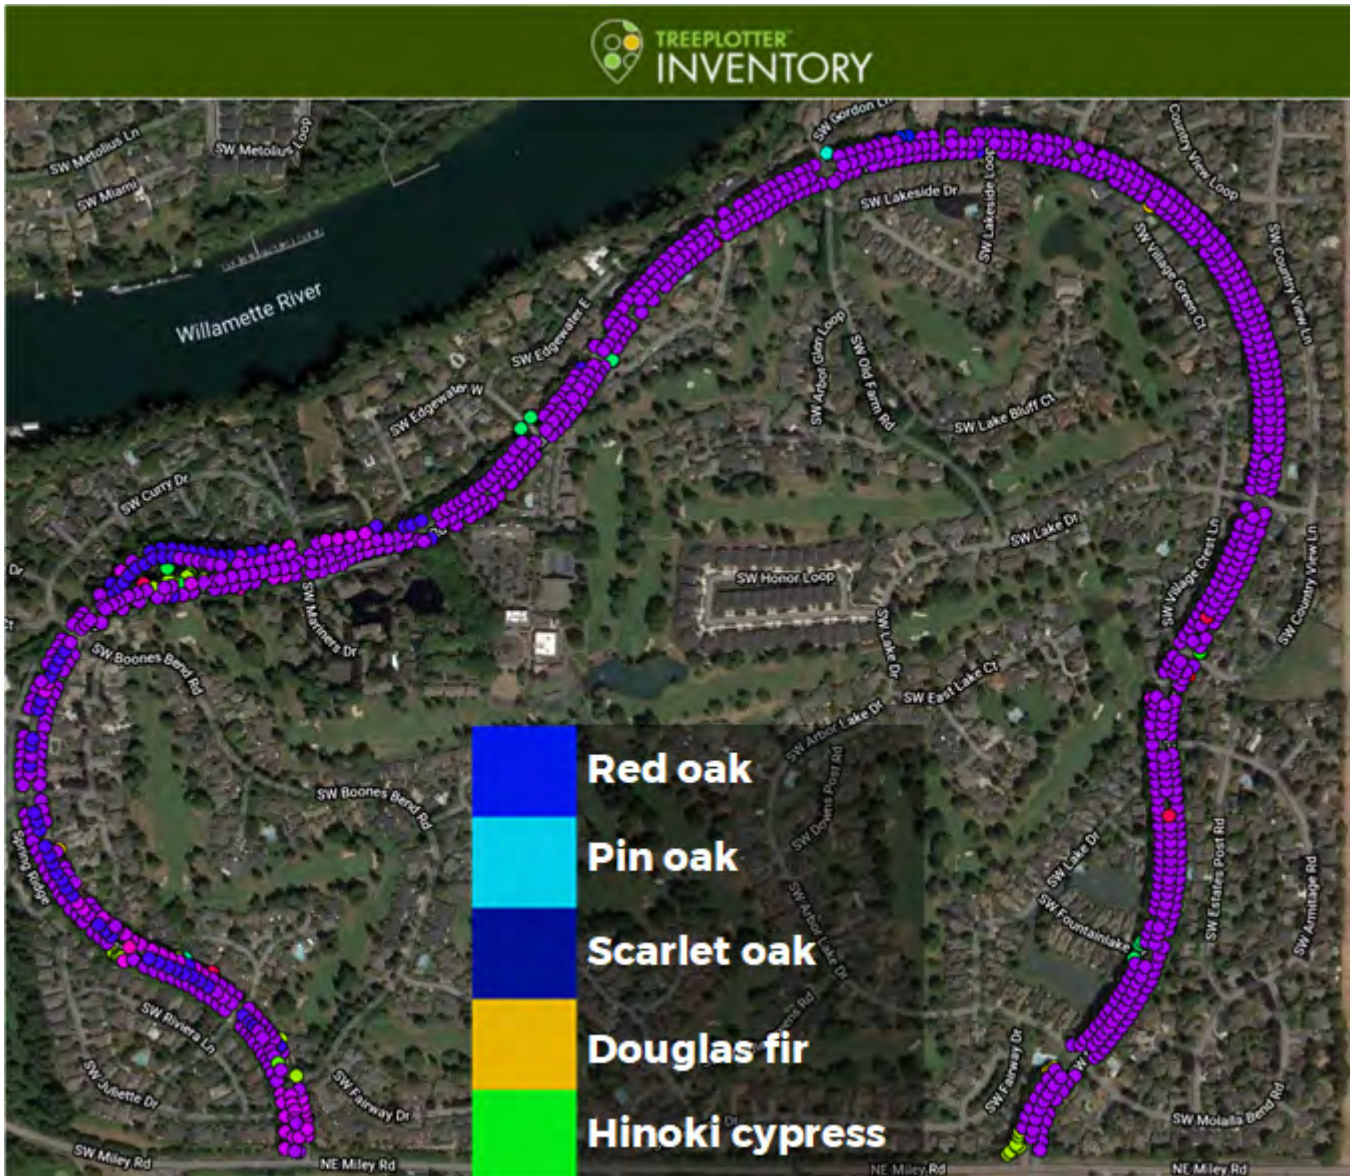 TREEPLOTTER
INVENTORY
SW Gordon Ln
SW Metolius Ln
SW Metolius Loop
SW Miami
Country View Loop
SW Lakeside Dr
SW Lakeside Loop
SW Country View Ln
SW Village Green Ct
Willamette River
SW Edgewater E
SW Arbor Glen Loop
SW Old Farm Rd
SW Edgewater W
SW Lake Bluff Ct
SW Curry Dr
SW Lake Dr
SW Village Crest Ln
SW Country View Ln
Dr
SW Honor Loop
SW Mariners Dr
SW Lake Dr
SW Boones Bend Rd
SW East Lake Ct
SW Arbor Lake Dr
Red oak
SW Downs Post Rd
SW Boones Bend Rd
Spring Ridge
Pin oak
SW Lake Dr
SW Estates Post Rd
SW Armitage Rd
SW Fountainlake
SW Arbor Lake Dr
Scarlet oak
SW Riviera Ln
Douglas fir
SW Juliette Dr
SW Fairway Dr
SW Fairway Dr
W
SW Molalla Bend Rd
Hinoki cypress
SW Miley Rd
NE Miley Rd
NE Miley Rd
NE Miley Rd